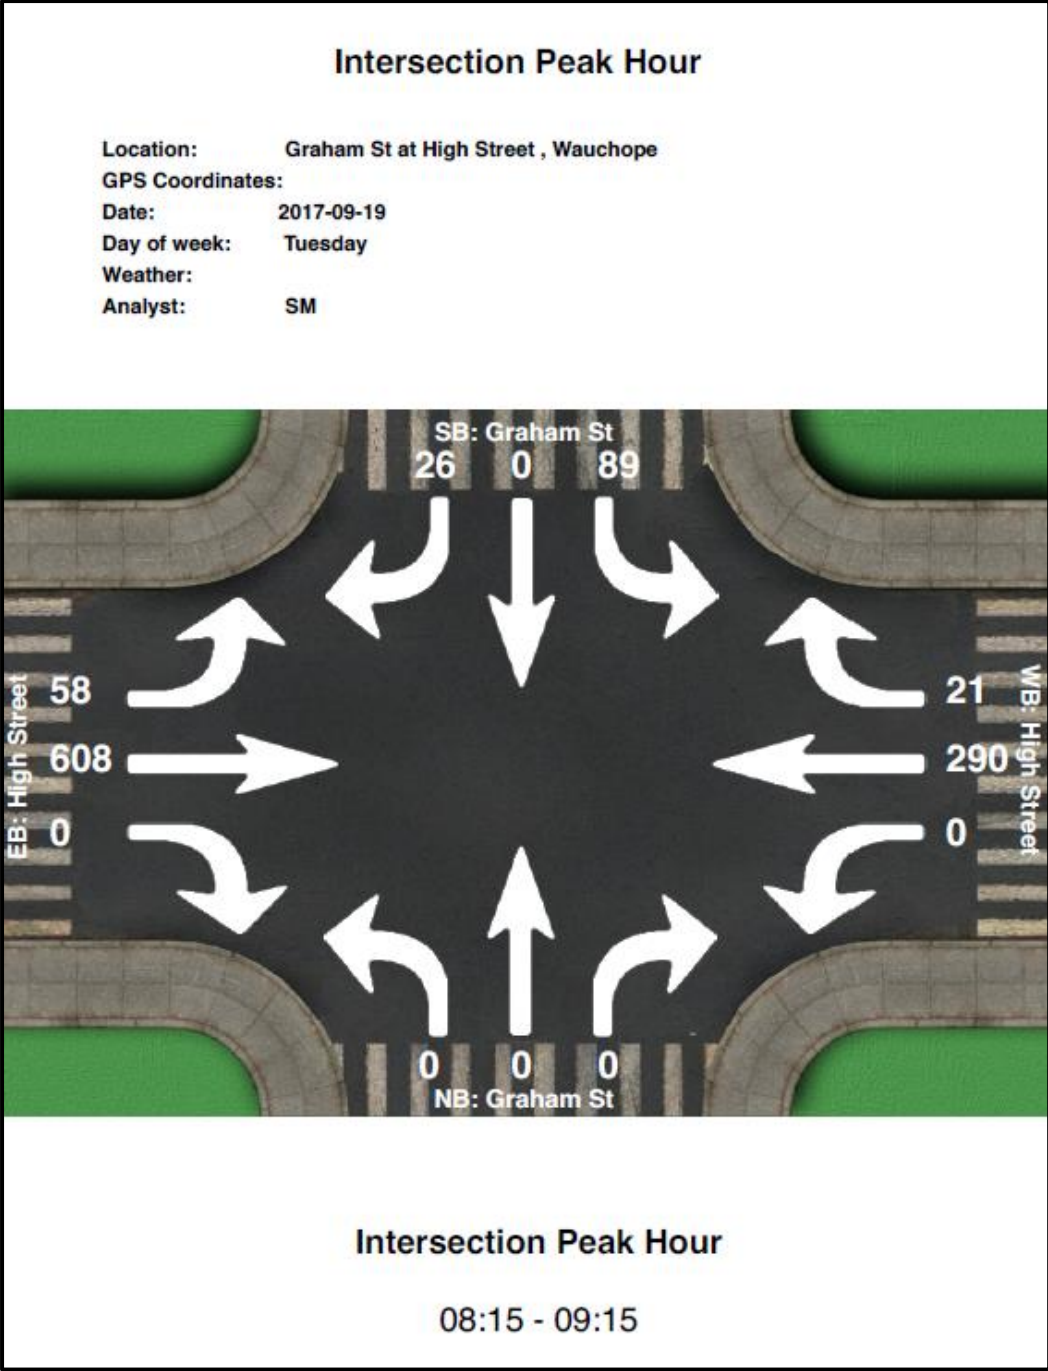 Intersection Peak Hour
Location: Graham St at High Street , Wauchope
GPS Coordinates:
Date: 2017-09-19
Day of week: Tuesday
Weather:
Analyst: SM
SB: Graham St
26 0 89
EB: High Street
58
608
0
21
290
0
WB: High Street
0 0 0
NB: Graham St
Intersection Peak Hour
08:15 - 09:15